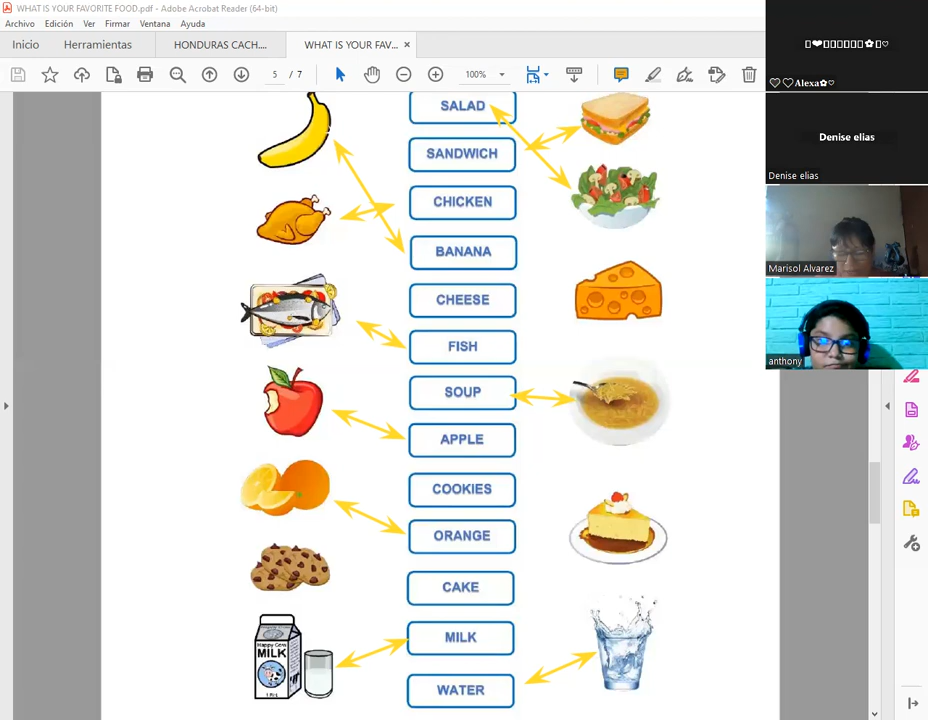 WHAT IS YOUR FAVORITE FOOD.pdf - Adobe Acrobat Reader (64-bit)
Archivo Edición Ver Firmar Ventana Ayuda
Inicio Herramientas HONDURAS CACH.... WHAT IS YOUR FAV... ×
5 / 7 100%
SALAD
SANDWICH
CHICKEN
BANANA
CHEESE
FISH
SOUP
APPLE
COOKIES
ORANGE
CAKE
MILK
WATER
Happy Cow
MILK
Alexa
Denise elias
Denise elias
Marisol Alvarez
anthony